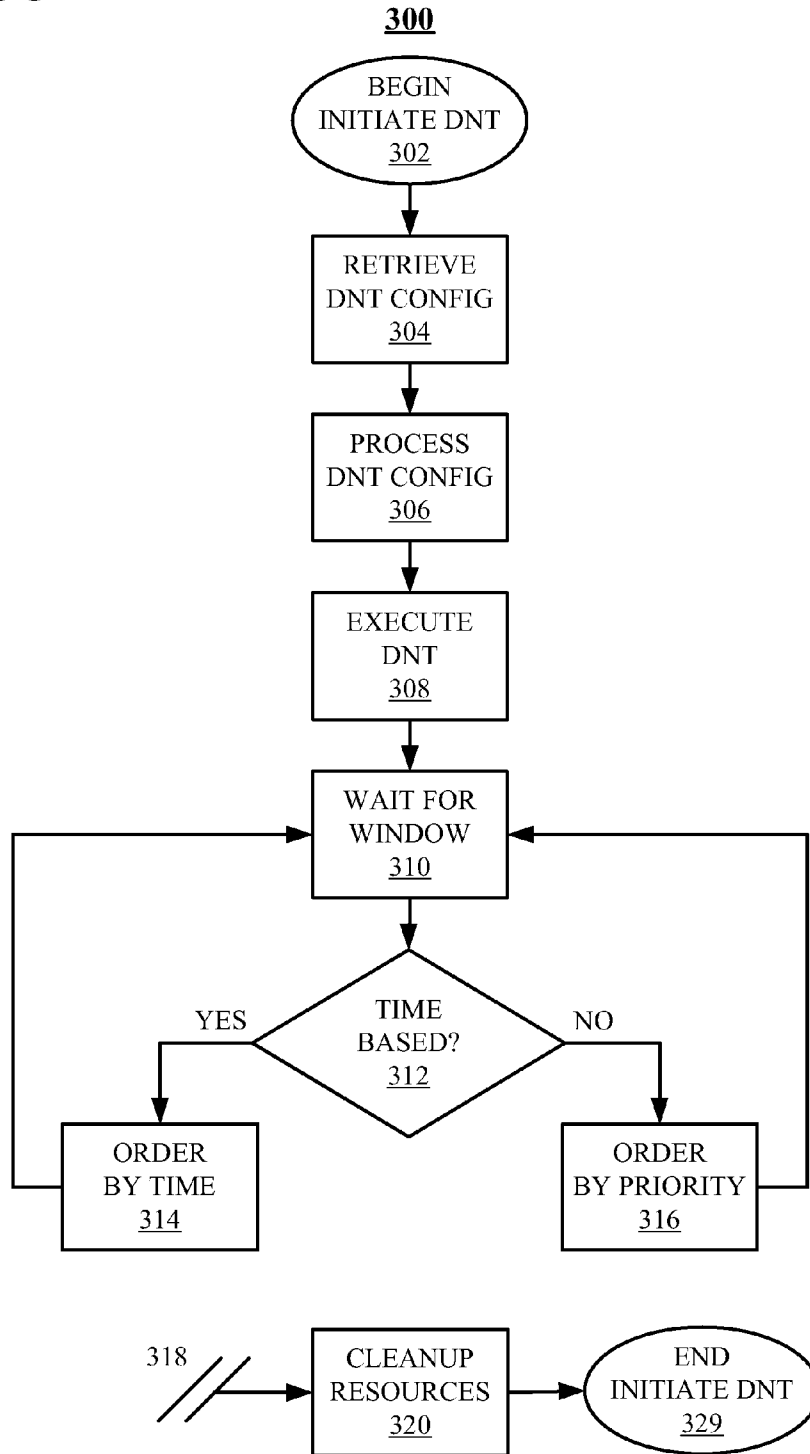 300
BEGIN
INITIATE DNT
302
RETRIEVE
DNT CONFIG
304
PROCESS
DNT CONFIG
306
EXECUTE
DNT
308
WAIT FOR
WINDOW
310
TIME
BASED?
312
YES
NO
ORDER
BY TIME
314
ORDER
BY PRIORITY
316
318
CLEANUP
RESOURCES
320
END
INITIATE DNT
329